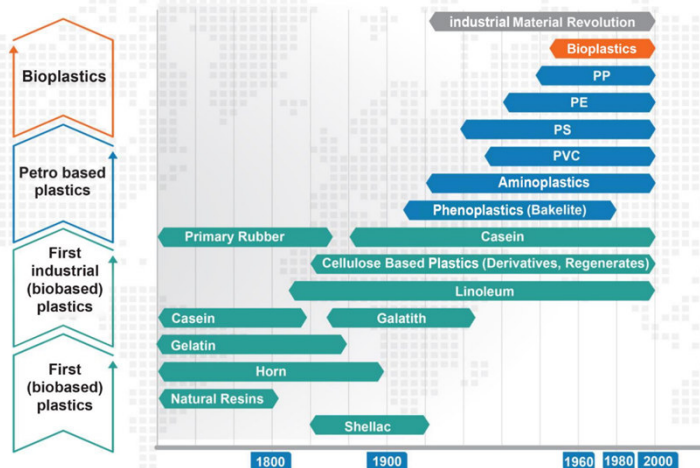 industrial Material Revolution
Bioplastics
PP
PE
PS
PVC
Aminoplastics
Phenoplastics (Bakelite)
Primary Rubber
Casein
Cellulose Based Plastics (Derivatives, Regenerates)
Linoleum
Casein
Galatith
Gelatin
Horn
Natural Resins
Shellac
Bioplastics
Petro based
plastics
First
industrial
(biobased)
plastics
First
(biobased)
plastics
1800
1900
1960
1980
2000